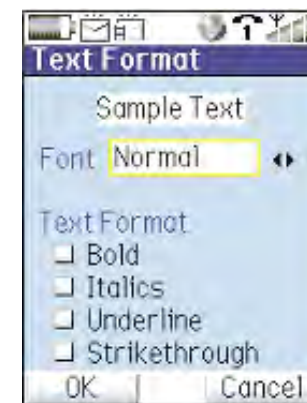 Text Format
Sample Text
Font Normal
Text Format
Bold
Italics
Underline
Strikethrough
OK Cancel